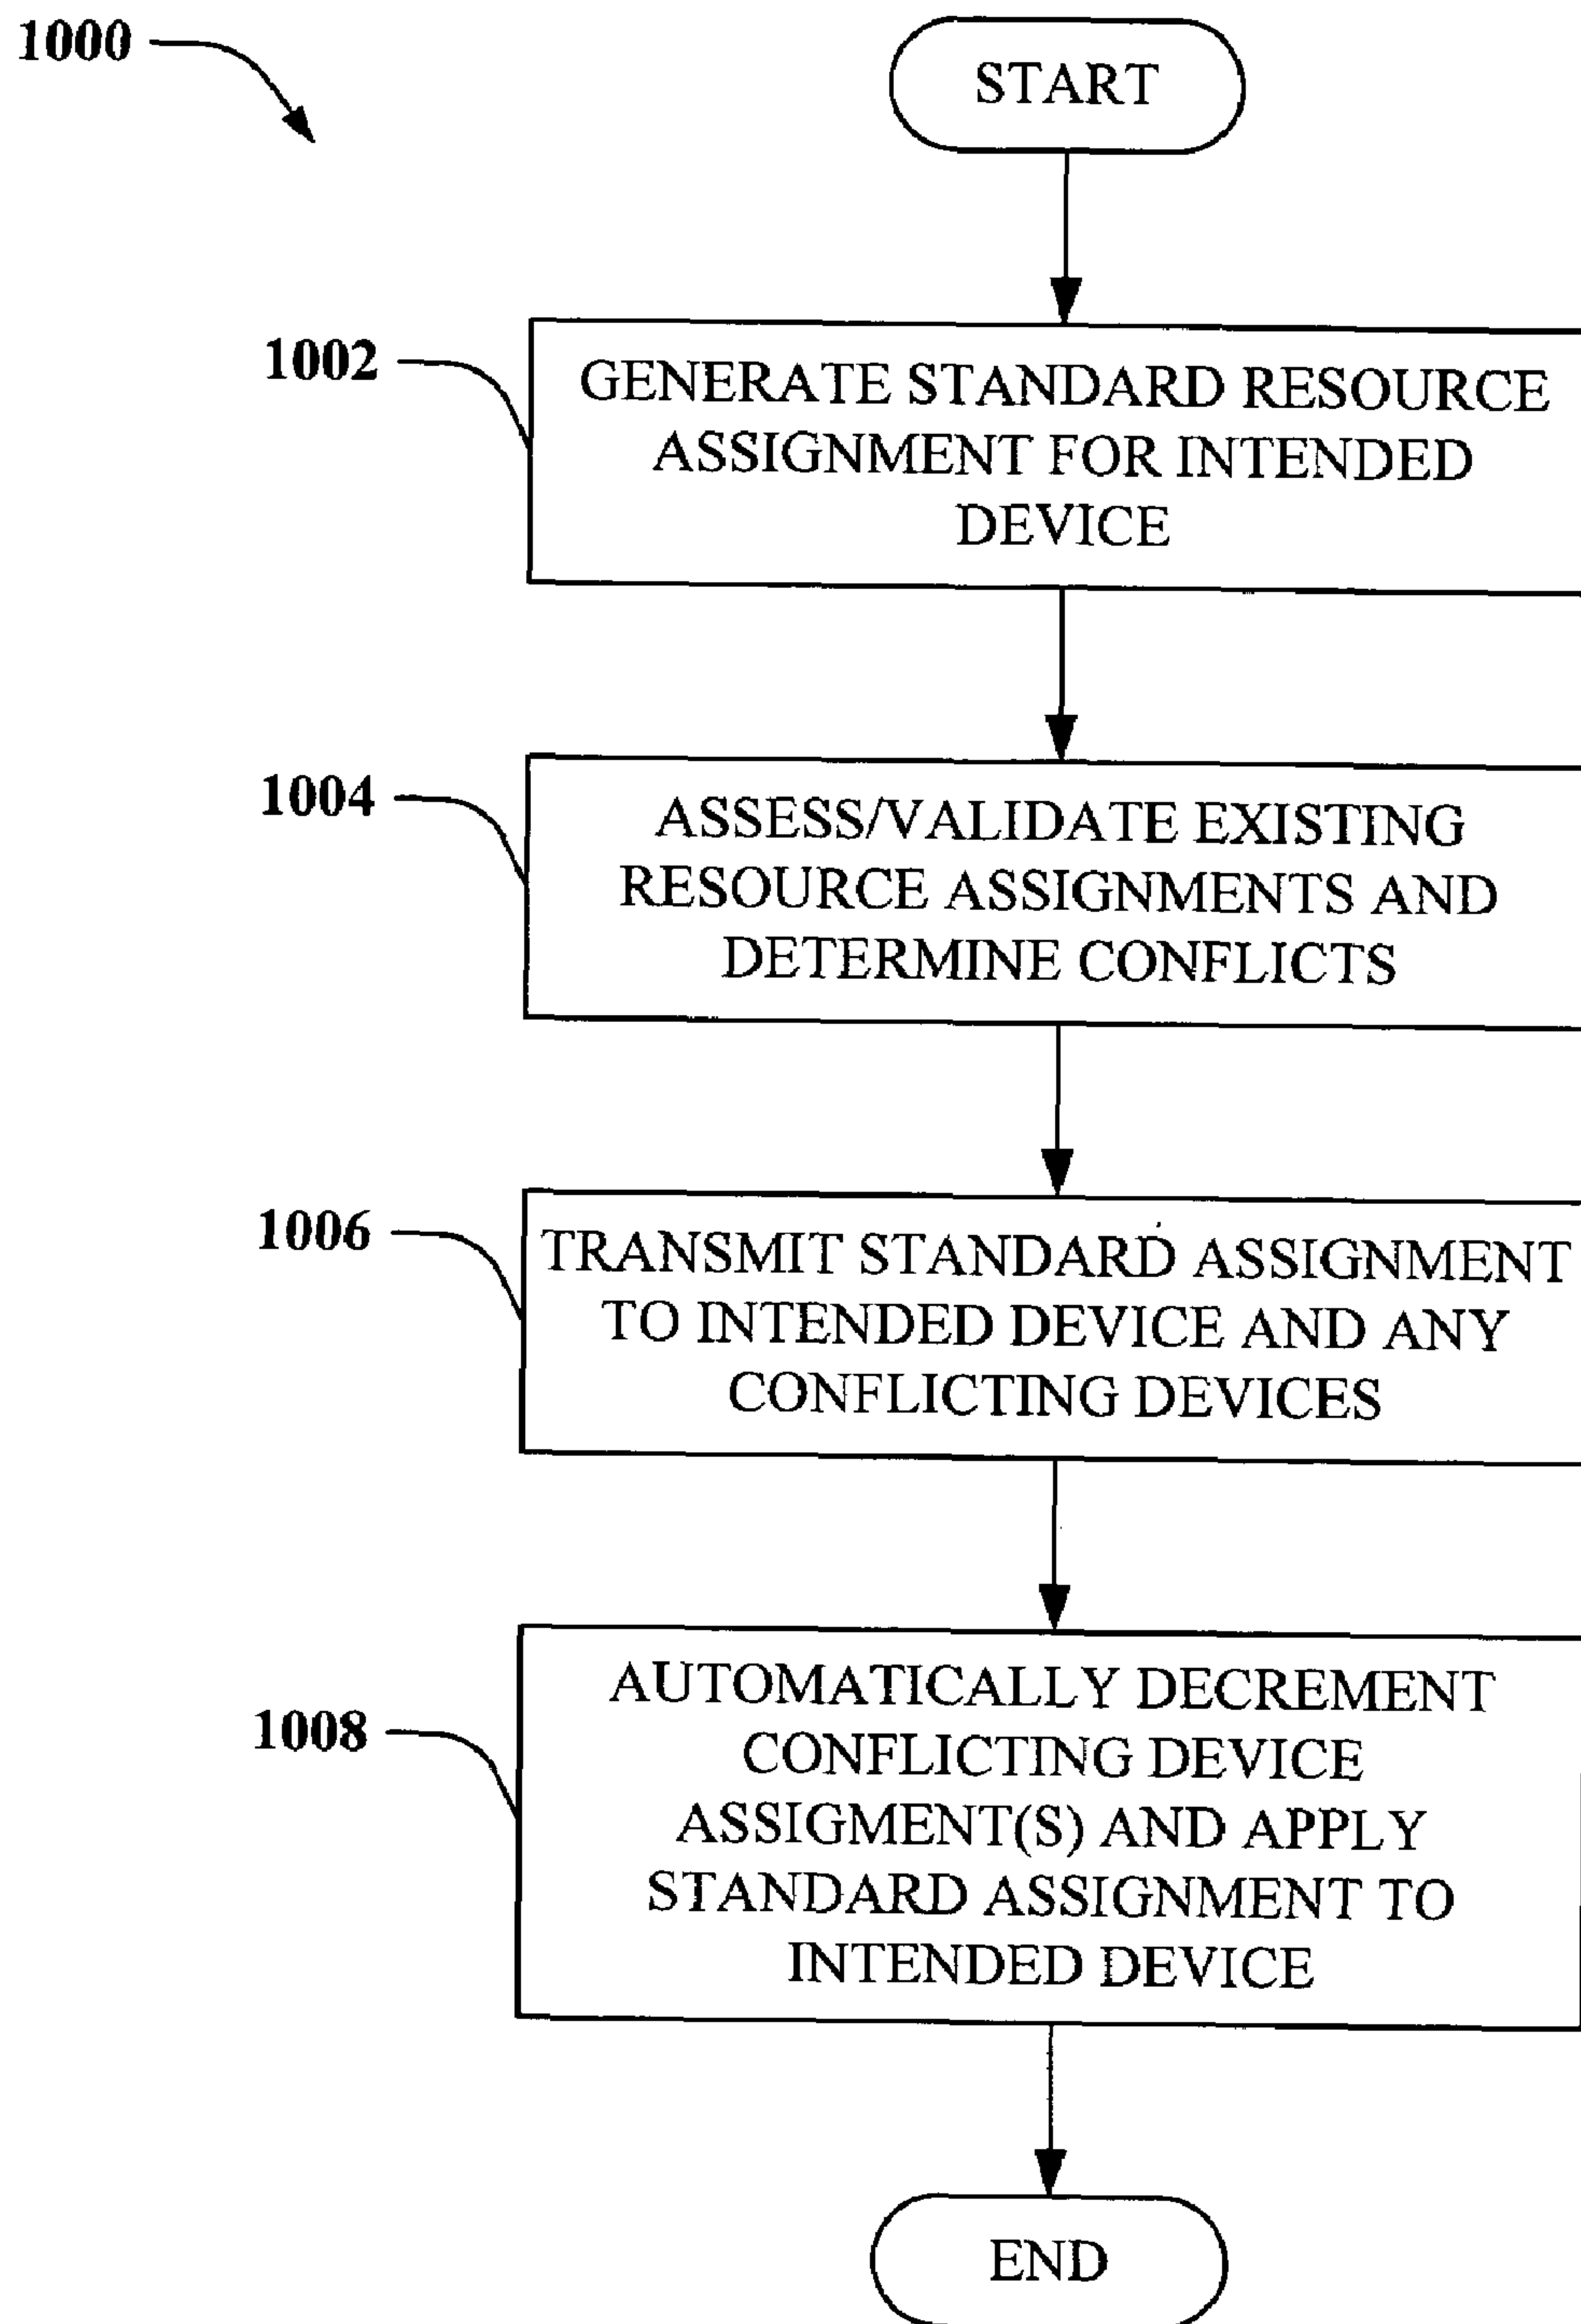 1000
START
1002
GENERATE STANDARD RESOURCE
ASSIGNMENT FOR INTENDED
DEVICE
1004
ASSESS/VALIDATE EXISTING
RESOURCE ASSIGNMENTS AND
DETERMINE CONFLICTS
1006
TRANSMIT STANDARD ASSIGNMENT
TO INTENDED DEVICE AND ANY
CONFLICTING DEVICES
1008
AUTOMATICALLY DECREMENT
CONFLICTING DEVICE
ASSIGMENT(S) AND APPLY
STANDARD ASSIGNMENT TO
INTENDED DEVICE
END